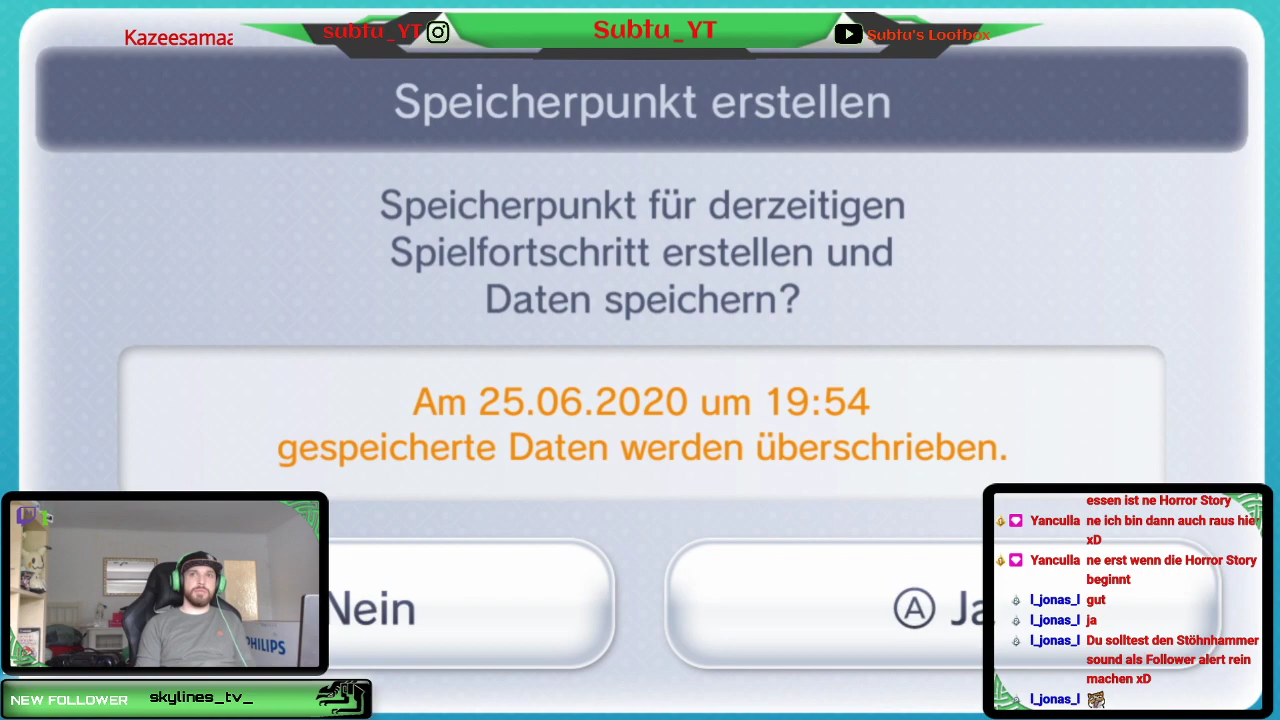 Kazeesamaa
subtu_YT
Subtu_YT
Subtu's Lootbox
Speicherpunkt erstellen
Speicherpunkt für derzeitigen
Spielfortschritt erstellen und
Daten speichern?
Am 25.06.2020 um 19:54
gespeicherte Daten werden überschrieben.
Nein
A Ja
PHILIPS
NEW FOLLOWER skylines_tv_
essen ist ne Horror Story
Yanculla ne ich bin dann auch raus hier
xD
Yanculla ne erst wenn die Horror Story
beginnt
l_jonas_l gut
l_jonas_l ja
l_jonas_l Du solltest den Stöhnhammer
sound als Follower alert rein
machen xD
l_jonas_l